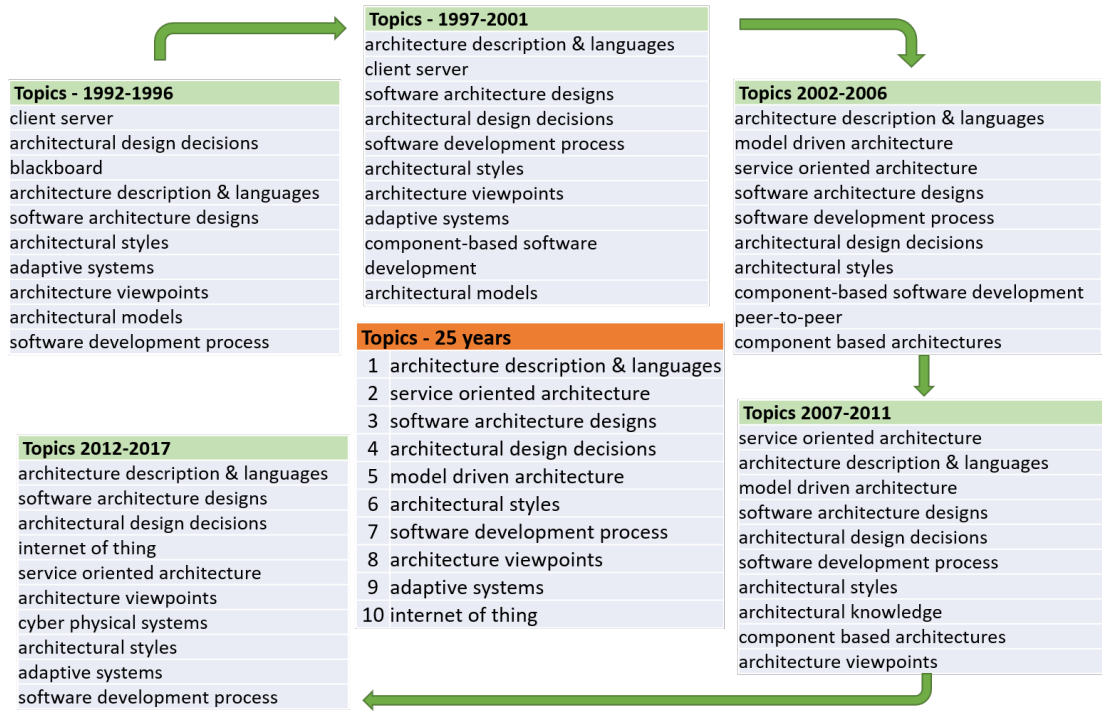 Topics - 1992-1996
client server
architectural design decisions
blackboard
architecture description & languages
software architecture designs
architectural styles
adaptive systems
architecture viewpoints
architectural models
software development process
Topics - 1997-2001
architecture description & languages
client server
software architecture designs
architectural design decisions
software development process
architectural styles
architecture viewpoints
adaptive systems
component-based software
development
architectural models
Topics 2002-2006
architecture description & languages
model driven architecture
service oriented architecture
software architecture designs
software development process
architectural design decisions
architectural styles
component-based software development
peer-to-peer
component based architectures
Topics 2007-2011
service oriented architecture
architecture description & languages
model driven architecture
software architecture designs
architectural design decisions
software development process
architectural styles
architectural knowledge
component based architectures
architecture viewpoints
Topics 2012-2017
architecture description & languages
software architecture designs
architectural design decisions
internet of thing
service oriented architecture
architecture viewpoints
cyber physical systems
architectural styles
adaptive systems
software development process
Topics - 25 years
1 architecture description & languages
2 service oriented architecture
3 software architecture designs
4 architectural design decisions
5 model driven architecture
6 architectural styles
7 software development process
8 architecture viewpoints
9 adaptive systems
10 internet of thing